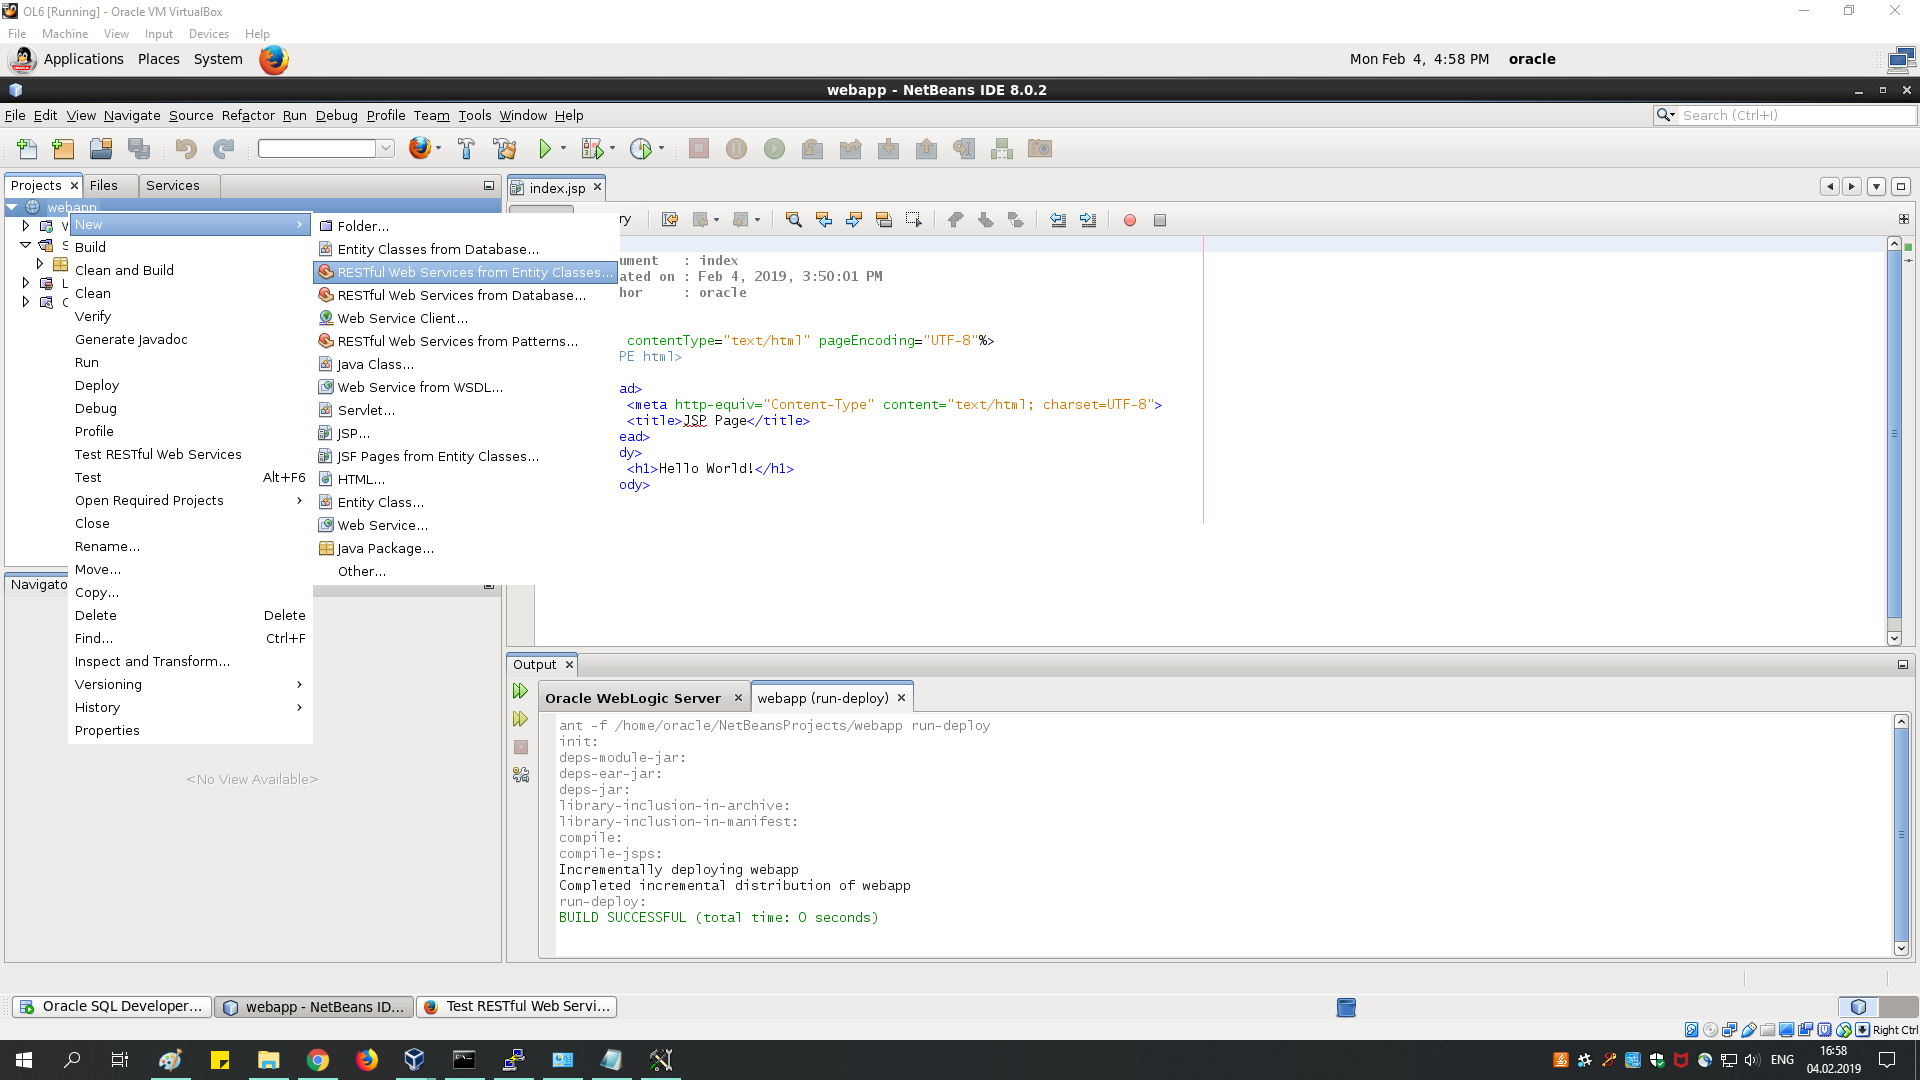 OL6 [Running] - Oracle VM VirtualBox
File Machine View Input Devices Help
Applications Places System
Mon Feb 4, 4:58 PM oracle
webapp - NetBeans IDE 8.0.2
File Edit View Navigate Source Refactor Run Debug Profile Team Tools Window Help
Search (Ctrl+I)
Projects Files Services
index.jsp
webapp
New
Build
Clean and Build
Clean
Verify
Generate Javadoc
Run
Deploy
Debug
Profile
Test RESTful Web Services
Test Alt+F6
Open Required Projects
Close
Rename...
Move...
Copy...
Delete Delete
Find... Ctrl+F
Inspect and Transform...
Versioning
History
Properties
Folder...
Entity Classes from Database...
RESTful Web Services from Entity Classes...
RESTful Web Services from Database...
Web Service Client...
RESTful Web Services from Patterns...
Java Class...
Web Service from WSDL...
Servlet...
JSP...
JSF Pages from Entity Classes...
HTML...
Entity Class...
Web Service...
Java Package...
Other...
ry
ument : index
ated on : Feb 4, 2019, 3:50:01 PM
hor : oracle
contentType="text/html" pageEncoding="UTF-8"%>
PE html>
ad>
<meta http-equiv="Content-Type" content="text/html; charset=UTF-8">
<title>JSP Page</title>
ead>
dy>
<h1>Hello World!</h1>
ody>
Navigato
<No View Available>
Output
Oracle WebLogic Server
webapp (run-deploy)
ant -f /home/oracle/NetBeansProjects/webapp run-deploy
init:
deps-module-jar:
deps-ear-jar:
deps-jar:
library-inclusion-in-archive:
library-inclusion-in-manifest:
compile:
compile-jsps:
Incrementally deploying webapp
Completed incremental distribution of webapp
run-deploy:
BUILD SUCCESSFUL (total time: 0 seconds)
Oracle SQL Developer...
webapp - NetBeans ID...
Test RESTful Web Servi...
Right Ctrl
ENG
16:58
04.02.2019